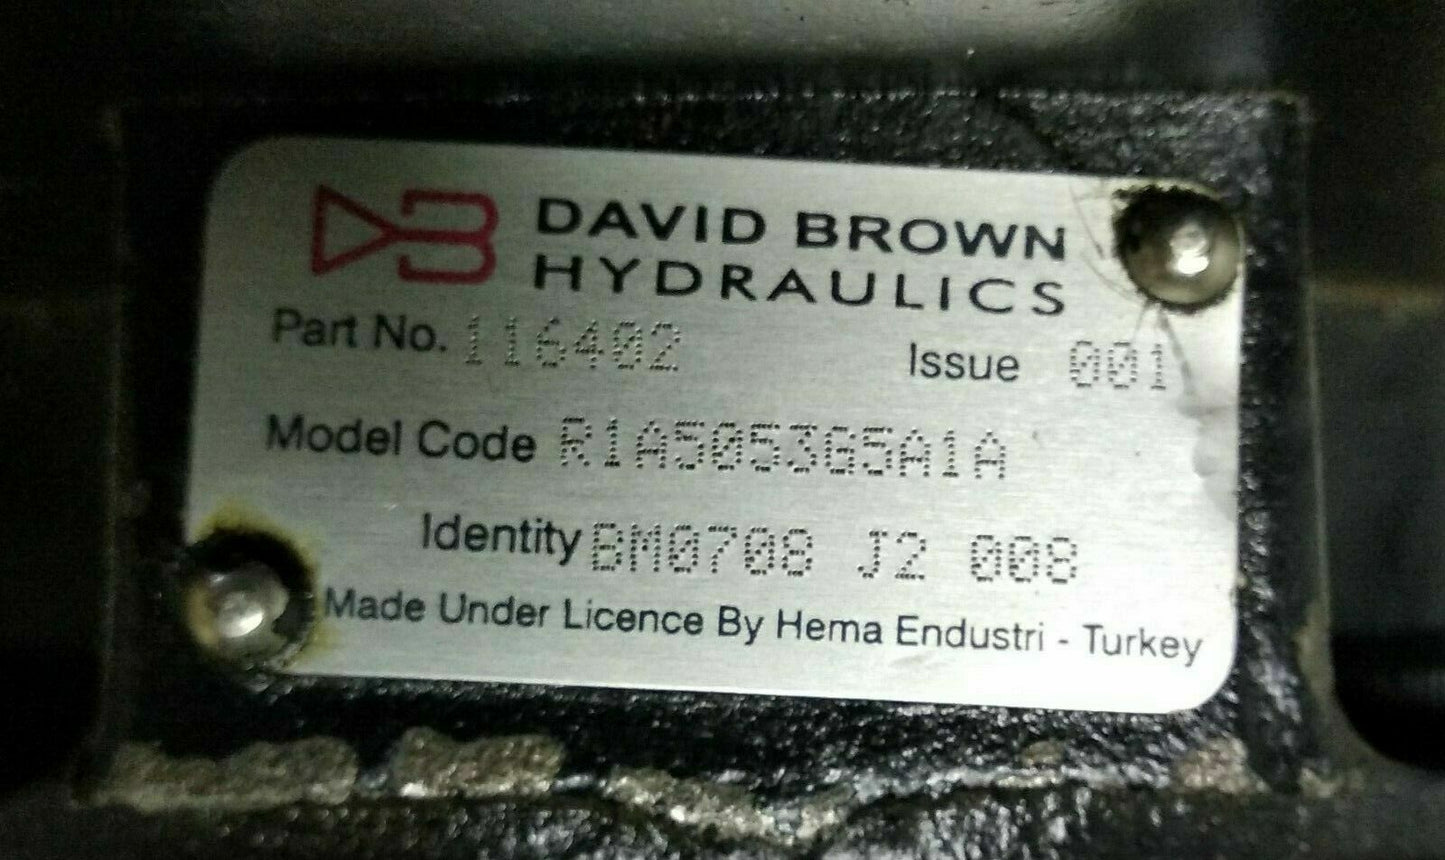 DB DAVID BROWN
HYDRAULICS
Part No. 116402 Issue 001
Model Code R1A5053G5A1A
Identity BM0708 J2 008
Made Under Licence By Hema Endustri - Turkey